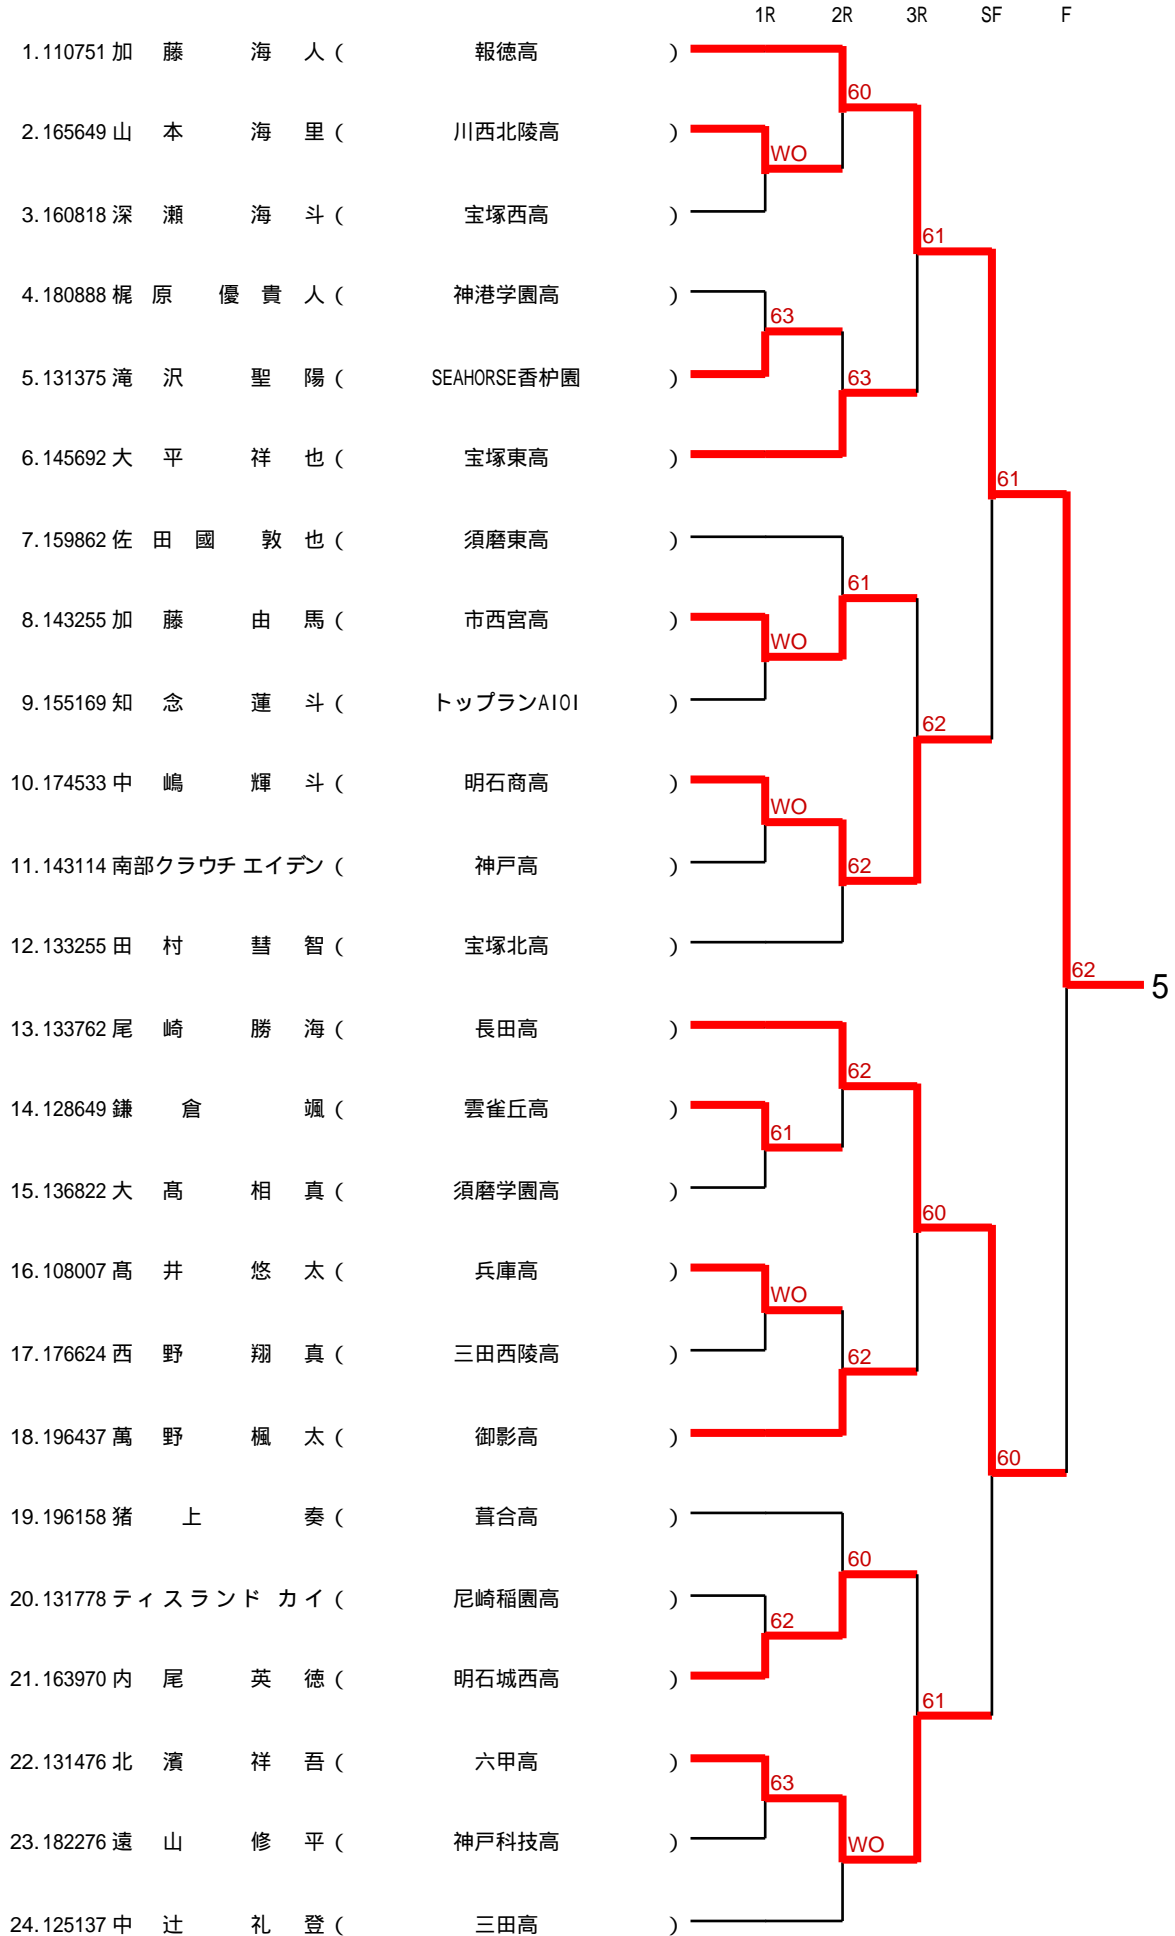 1R 2R 3R SF F
1.110751 加藤 海人 ( 報徳高 )
60
2.165649 山本 海里 ( 川西北陵高 )
WO
3.160818 深瀬 海斗 ( 宝塚西高 )
61
4.180888 梶原 優貴人 ( 神港学園高 )
63
5.131375 滝沢 聖陽 ( SEAHORSE香枦園 )
63
6.145692 大平 祥也 ( 宝塚東高 )
61
7.159862 佐田國 敦也 ( 須磨東高 )
61
8.143255 加藤 由馬 ( 市西宮高 )
WO
9.155169 知念 蓮斗 ( トップランAIOI )
62
10.174533 中嶋 輝斗 ( 明石商高 )
WO
11.143114 南部クラウチ エイデン ( 神戸高 )
62
12.133255 田村 彗智 ( 宝塚北高 )
62 5
13.133762 尾崎 勝海 ( 長田高 )
62
14.128649 鎌倉 颯 ( 雲雀丘高 )
61
15.136822 大髙 相真 ( 須磨学園高 )
60
16.108007 髙井 悠太 ( 兵庫高 )
WO
17.176624 西野 翔真 ( 三田西陵高 )
62
18.196437 萬野 楓太 ( 御影高 )
60
19.196158 猪上 奏 ( 葺合高 )
60
20.131778 ティスランド カイ ( 尼崎稲園高 )
62
21.163970 内尾 英徳 ( 明石城西高 )
61
22.131476 北濱 祥吾 ( 六甲高 )
63
23.182276 遠山 修平 ( 神戸科技高 )
WO
24.125137 中辻 礼登 ( 三田高 )